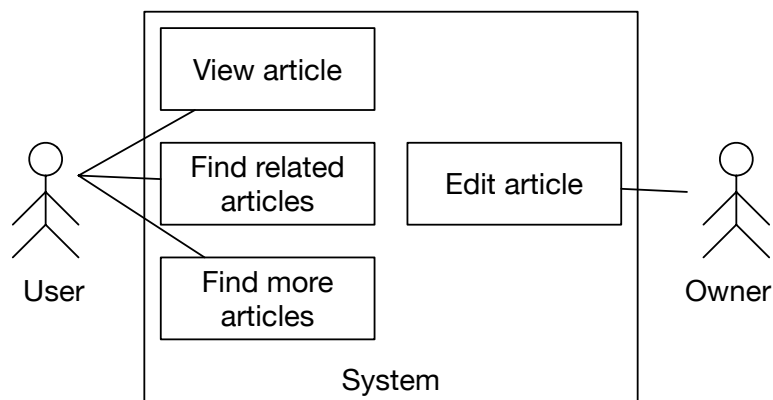 View article
Find related
articles
Edit article
User
Owner
Find more
articles
System